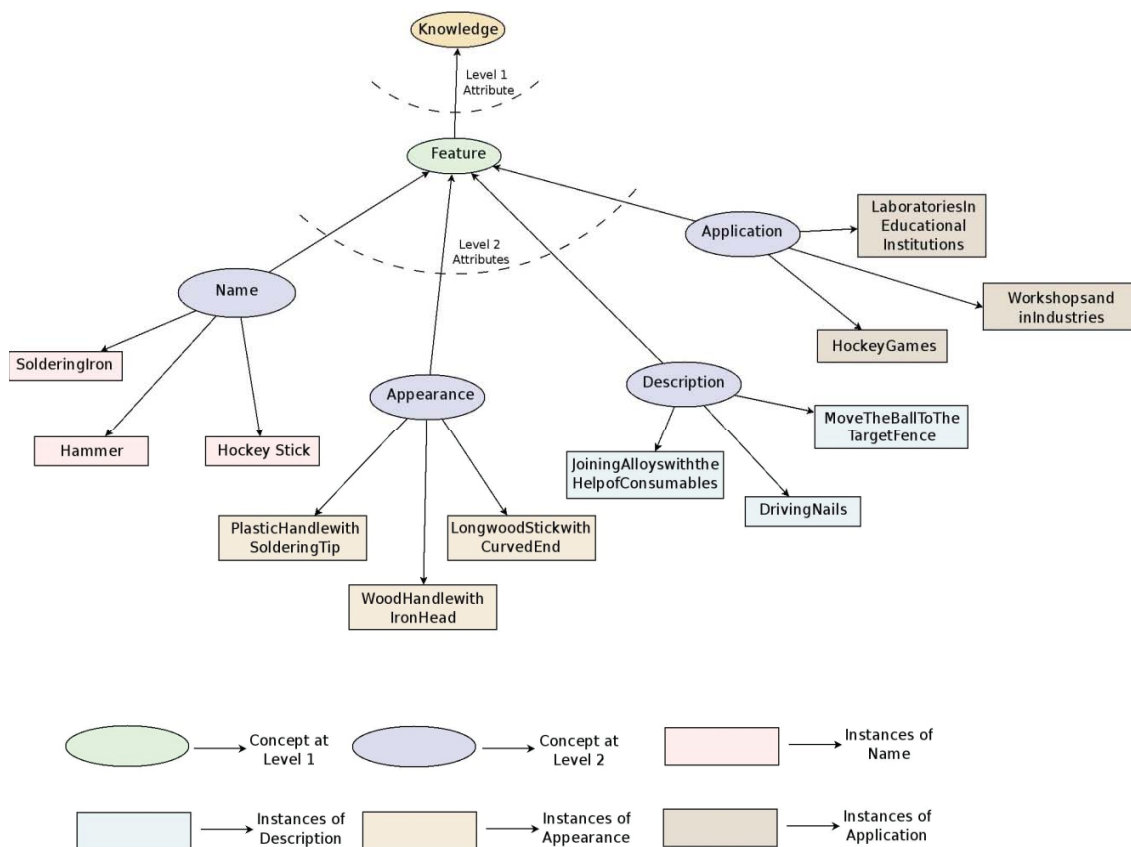 Knowledge
Level 1
Attribute
Feature
Level 2
Attributes
Application
LaboratoriesIn
Educational
Institutions
Workshopsand
inIndustries
HockeyGames
Name
SolderingIron
Hammer
Hockey Stick
Appearance
PlasticHandlewith
SolderingTip
WoodHandlewith
IronHead
LongwoodStickwith
CurvedEnd
Description
MoveTheBallToThe
TargetFence
JoiningAlloyswiththe
HelpofConsumables
DrivingNails
Concept at
Level 1
Concept at
Level 2
Instances of
Name
Instances of
Description
Instances of
Appearance
Instances of
Application